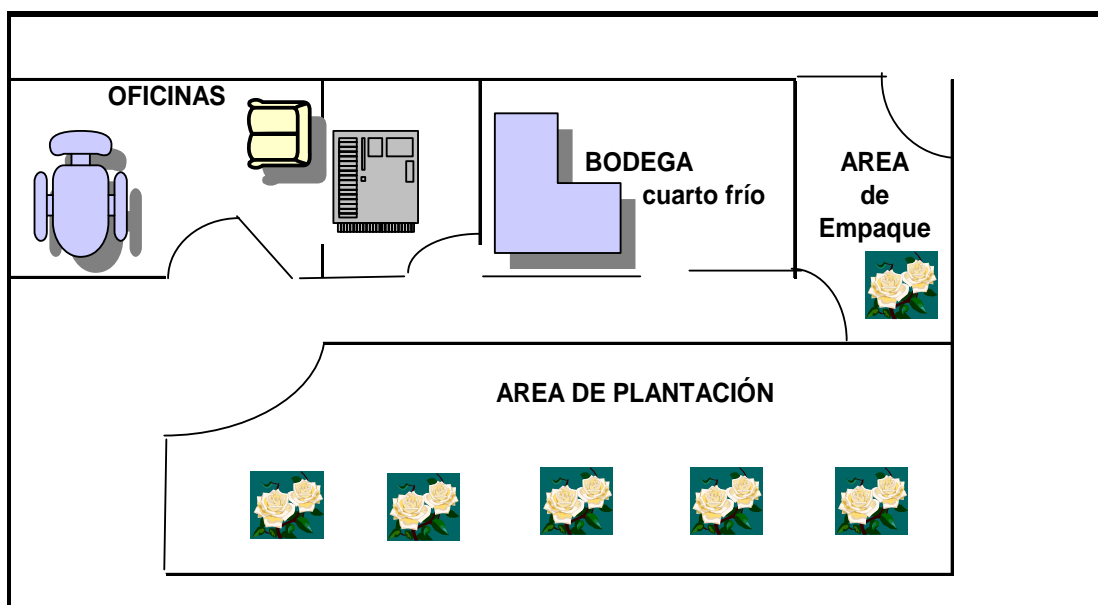 OFICINAS
BODEGA
cuarto frío
AREA
de
Empaque
AREA DE PLANTACIÓN